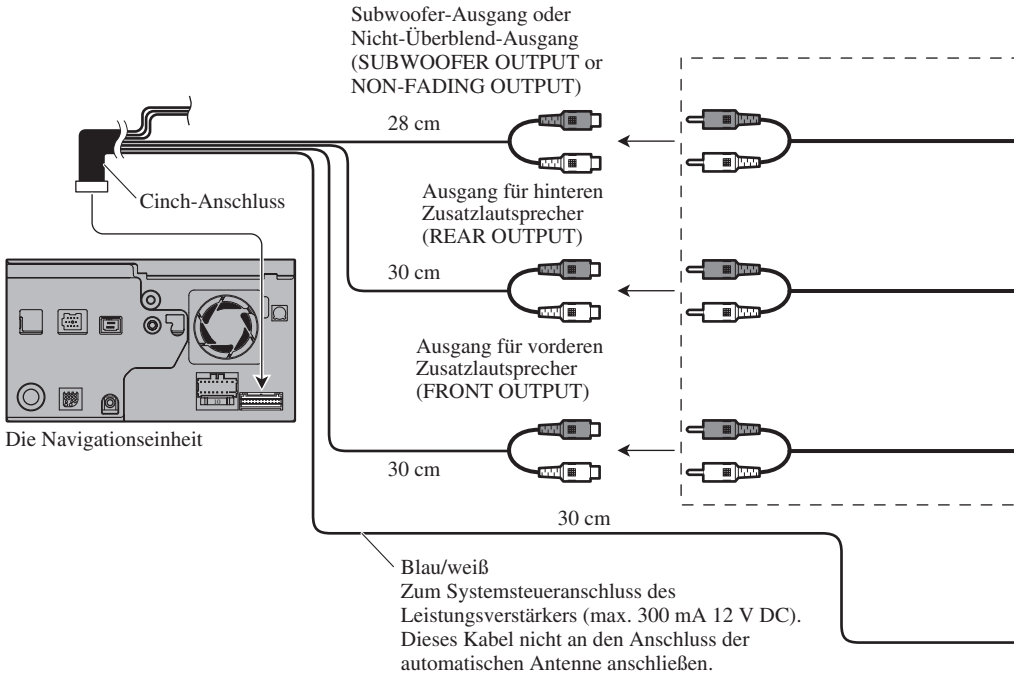 Subwoofer-Ausgang oder
Nicht-Überblend-Ausgang
(SUBWOOFER OUTPUT or
NON-FADING OUTPUT)
28 cm
Cinch-Anschluss
Ausgang für hinteren
Zusatzlautsprecher
(REAR OUTPUT)
30 cm
Ausgang für vorderen
Zusatzlautsprecher
(FRONT OUTPUT)
Die Navigationseinheit
30 cm
30 cm
Blau/weiß
Zum Systemsteueranschluss des
Leistungsverstärkers (max. 300 mA 12 V DC).
Dieses Kabel nicht an den Anschluss der
automatischen Antenne anschließen.